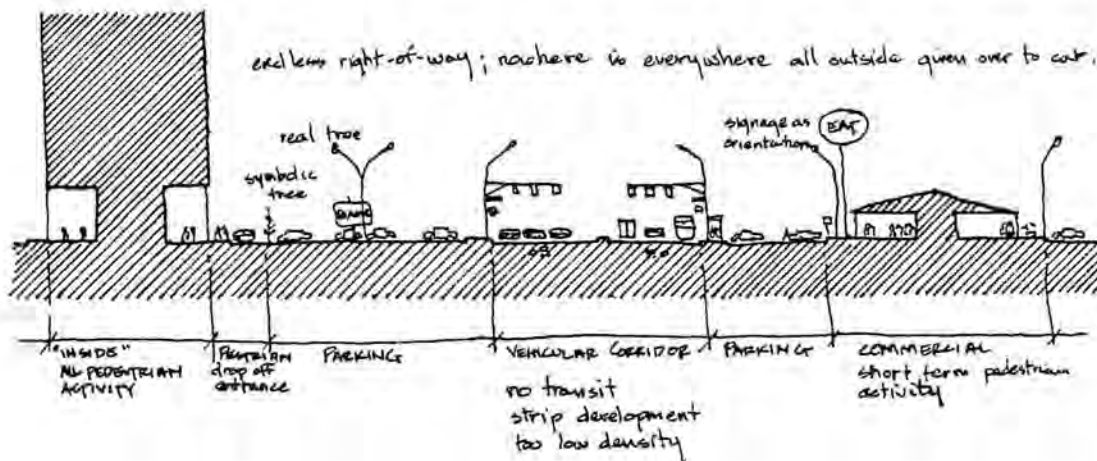 endless right-of-way; nowhere is everywhere all outside given over to car.
real tree
symbolic
tree
signage as
orientation
EAT
"INSIDE"
ALL PEDESTRIAN
ACTIVITY
PESTRIAN
drop off
entrance
PARKING
VEHICULAR CORRIDOR
no transit
strip development
too low density
PARKING
COMMERCIAL
short term pedestrian
activity